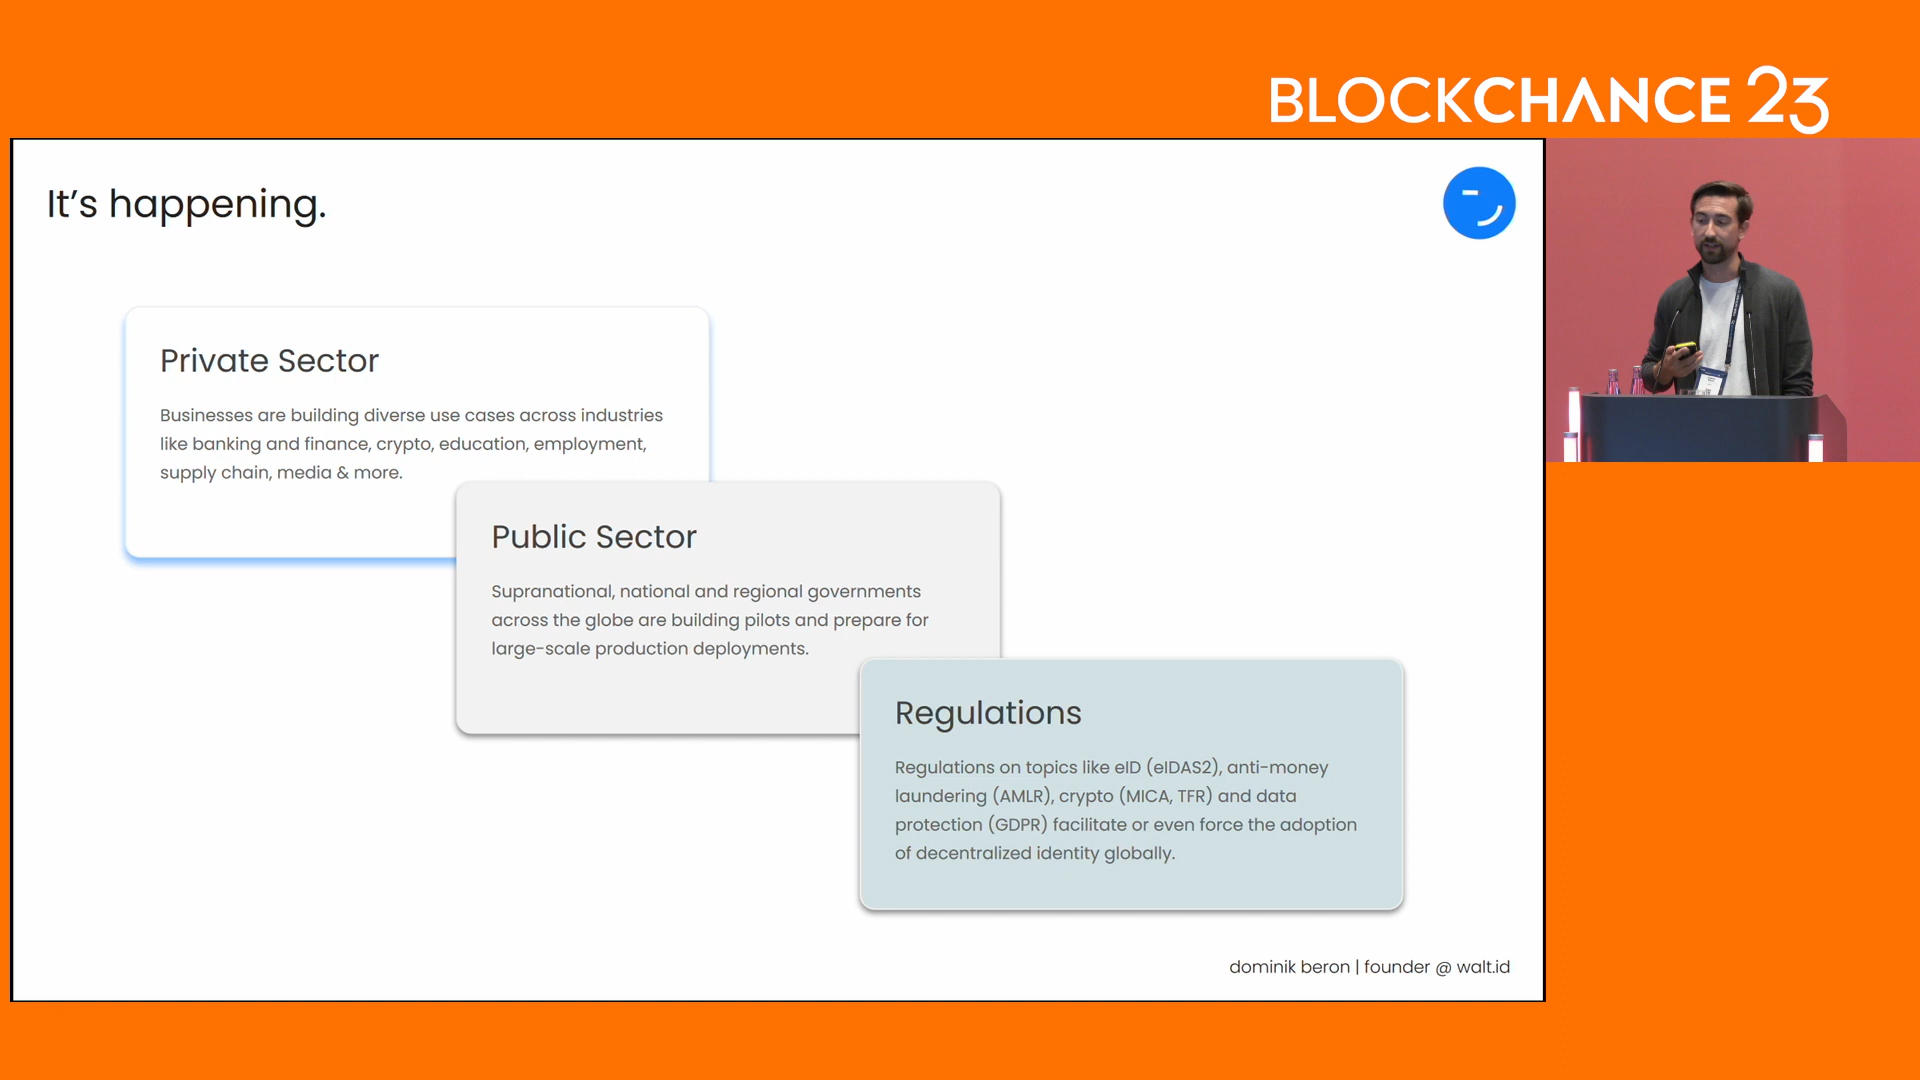 BLOCKCHANCE 23
It's happening.
Private Sector
Businesses are building diverse use cases across industries
like banking and finance, crypto, education, employment,
supply chain, media & more.
Public Sector
Supranational, national and regional governments
across the globe are building pilots and prepare for
large-scale production deployments.
Regulations
Regulations on topics like eID (eIDAS2), anti-money
laundering (AMLR), crypto (MICA, TFR) and data
protection (GDPR) facilitate or even force the adoption
of decentralized identity globally.
dominik beron | founder @ walt.id